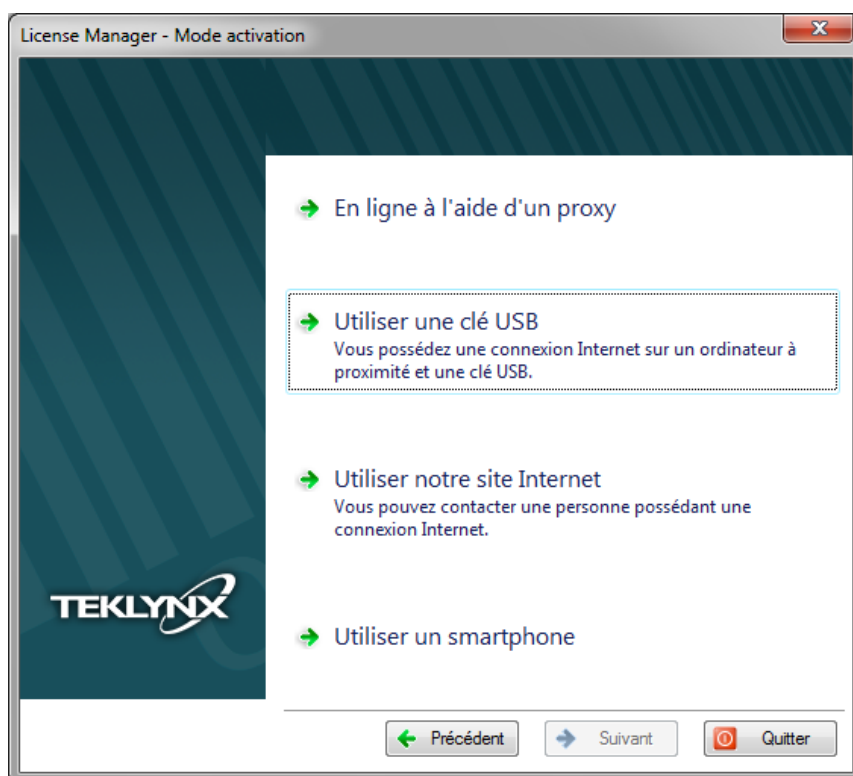 License Manager - Mode activation
En ligne à l'aide d'un proxy
Utiliser une clé USB
Vous possédez une connexion Internet sur un ordinateur à
proximité et une clé USB.
Utiliser notre site Internet
Vous pouvez contacter une personne possédant une
connexion Internet.
TEKLYNX
Utiliser un smartphone
Précédent
Suivant
Quitter